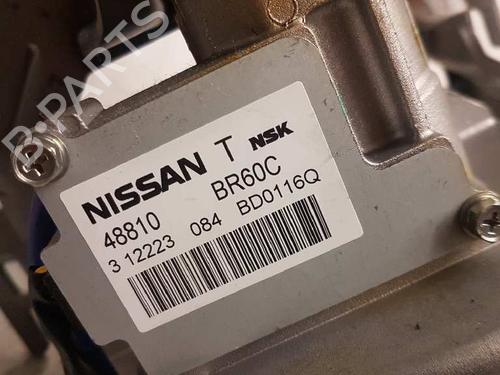 B-PARTS
NISSAN T NSK
48810 BR60C
3 12223 084 BD0116Q